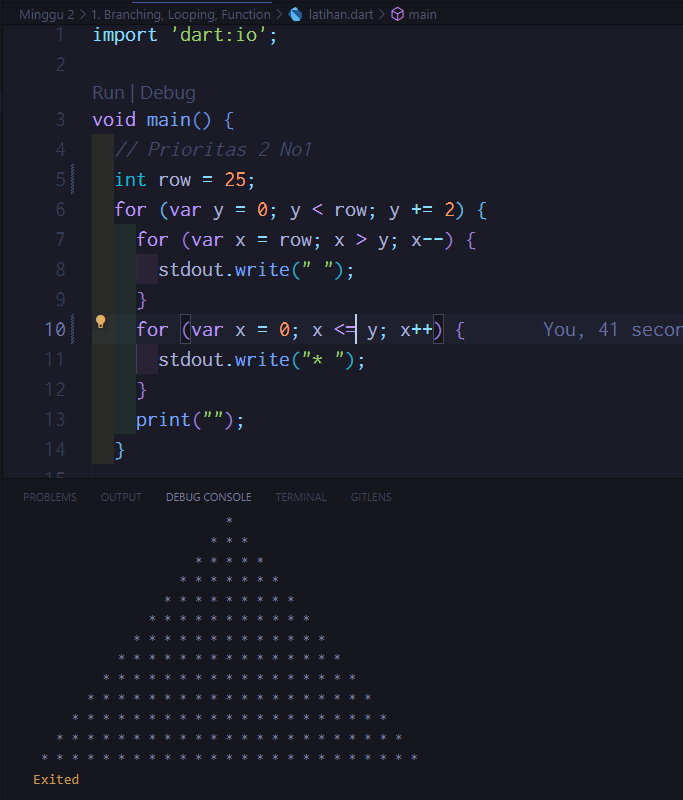 Minggu 2 > 1. Branching, Looping, Function > latihan.dart > main
1 import 'dart:io';
2
Run | Debug
3 void main() {
4 // Prioritas 2 No1
5 int row = 25;
6 for (var y = 0; y < row; y += 2) {
7 for (var x = row; x > y; x--) {
8 stdout.write(" ");
9 }
10 for (var x = 0; x <= y; x++) { You, 41 secon
11 stdout.write("* ");
12 }
13 print("");
14 }
15
PROBLEMS OUTPUT DEBUG CONSOLE TERMINAL GITLENS
*
* * *
* * * * *
* * * * * * *
* * * * * * * * *
* * * * * * * * * * *
* * * * * * * * * * * * *
* * * * * * * * * * * * * * *
* * * * * * * * * * * * * * * * *
* * * * * * * * * * * * * * * * * * *
* * * * * * * * * * * * * * * * * * * * *
* * * * * * * * * * * * * * * * * * * * * * *
* * * * * * * * * * * * * * * * * * * * * * * * *
Exited